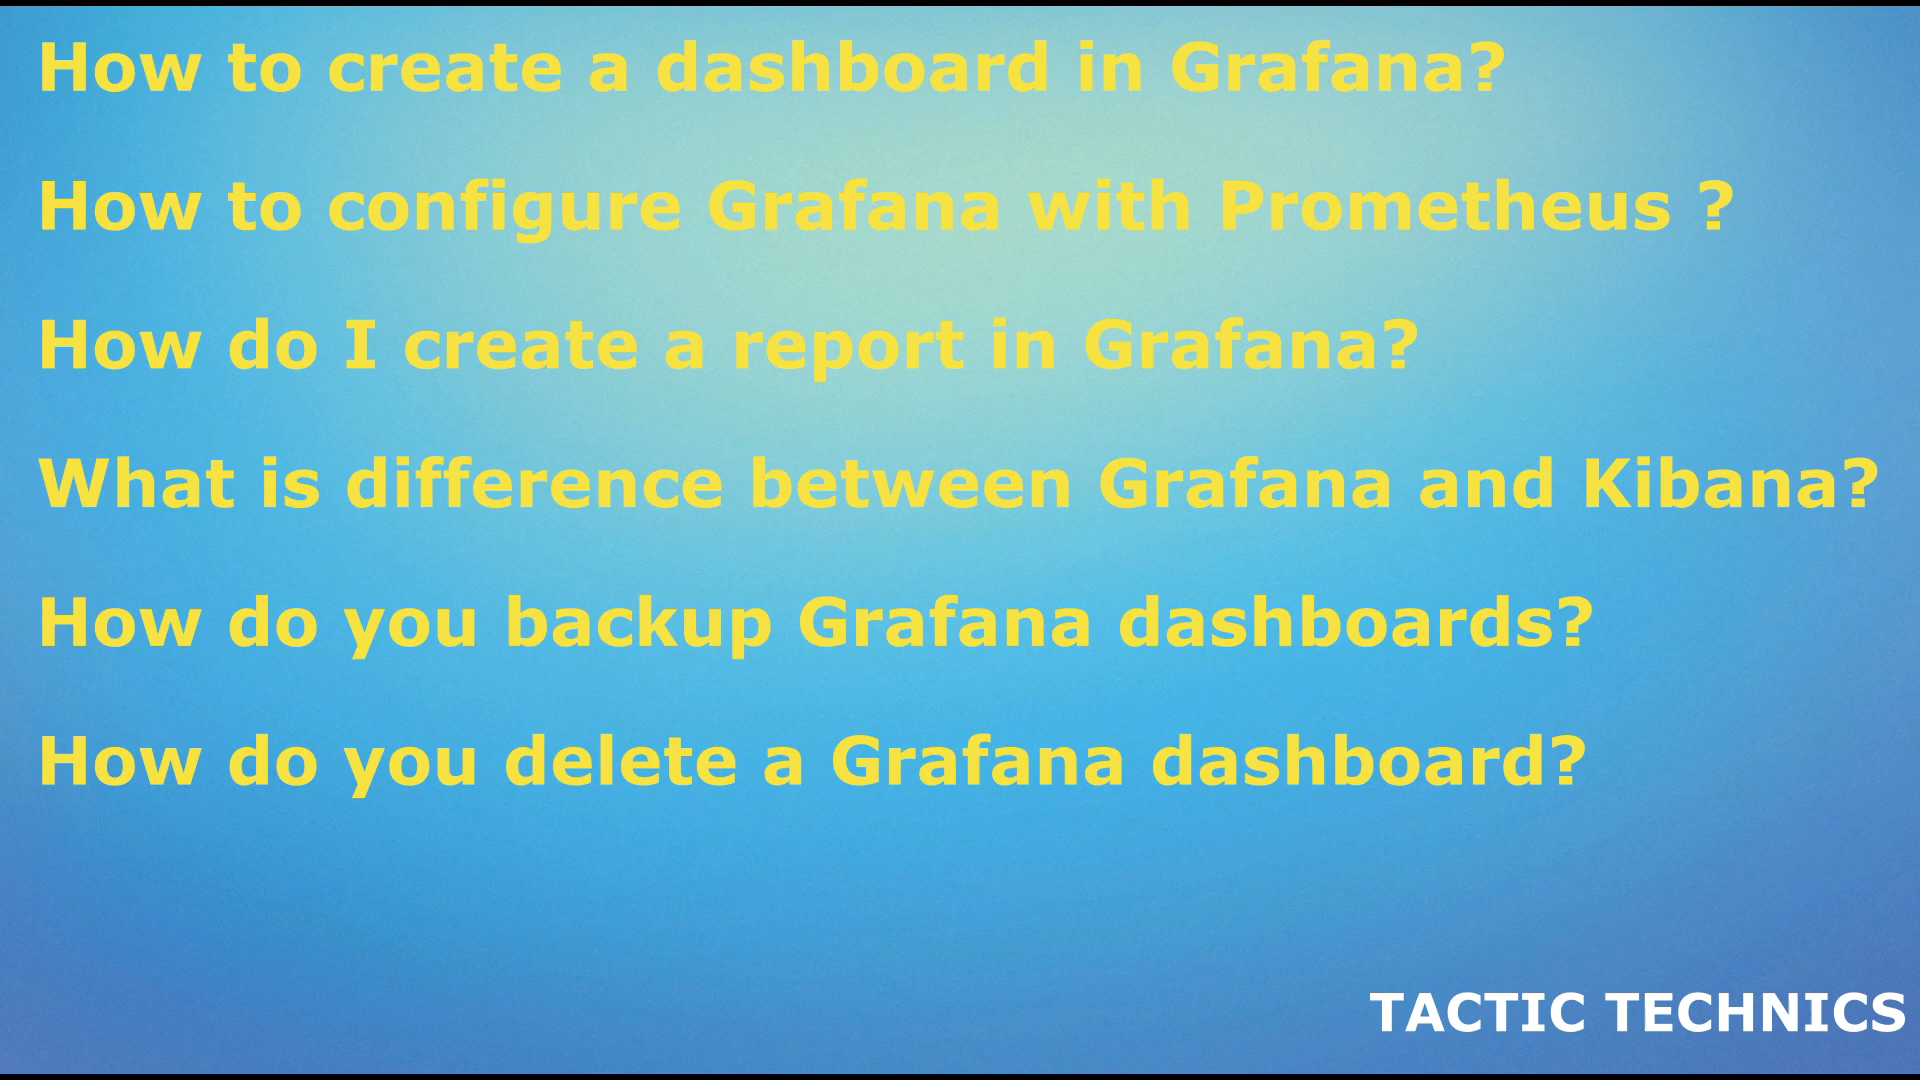 How to create a dashboard in Grafana?
How to configure Grafana with Prometheus ?
How do I create a report in Grafana?
What is difference between Grafana and Kibana?
How do you backup Grafana dashboards?
How do you delete a Grafana dashboard?
TACTIC TECHNICS